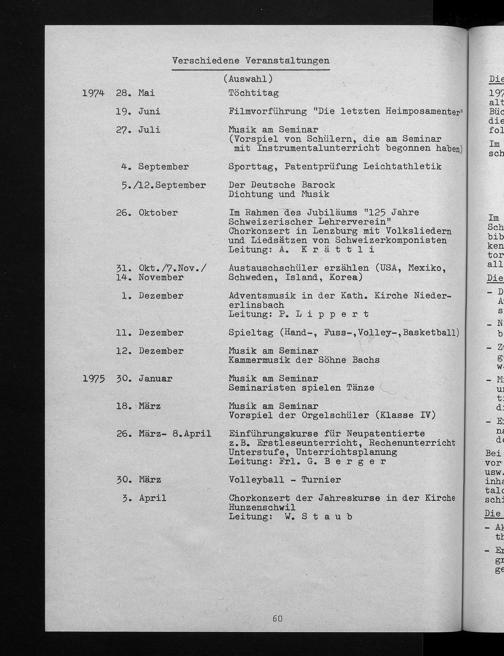 Verschiedene Veranstaltungen
(Auswahl)
1974 28. Mai Töchtitag
19. Juni Filmvorführung "Die letzten Heimposamenter"
27. Juli Musik am Seminar
(Vorspiel von Schülern, die am Seminar
mit Instrumentalunterricht begonnen haben)
4. September Sporttag, Patentprüfung Leichtathletik
5./12.September Der Deutsche Barock
Dichtung und Musik
26. Oktober Im Rahmen des Jubiläums "125 Jahre
Schweizerischer Lehrerverein"
Chorkonzert in Lenzburg mit Volksliedern
und Liedsätzen von Schweizerkomponisten
Leitung: A. K r ä t t l i
31. Okt./7.Nov./ Austauschschüler erzählen (USA, Mexiko,
14. November Schweden, Island, Korea)
1. Dezember Adventsmusik in der Kath. Kirche Nieder-
erlinsbach
Leitung: P. L i p p e r t
11. Dezember Spieltag (Hand-, Fuss-,Volley-,Basketball)
12. Dezember Musik am Seminar
Kammermusik der Söhne Bachs
1975 30. Januar Musik am Seminar
Seminaristen spielen Tänze
18. März Musik am Seminar
Vorspiel der Orgelschüler (Klasse IV)
26. März- 8.April Einführungskurse für Neupatentierte
z.B. Erstleseunterricht, Rechenunterricht
Unterstufe, Unterrichtsplanung
Leitung: Frl. G. B e r g e r
30. März Volleyball - Turnier
3. April Chorkonzert der Jahreskurse in der Kirche
Hunzenschwil
Leitung: W. S t a u b
60